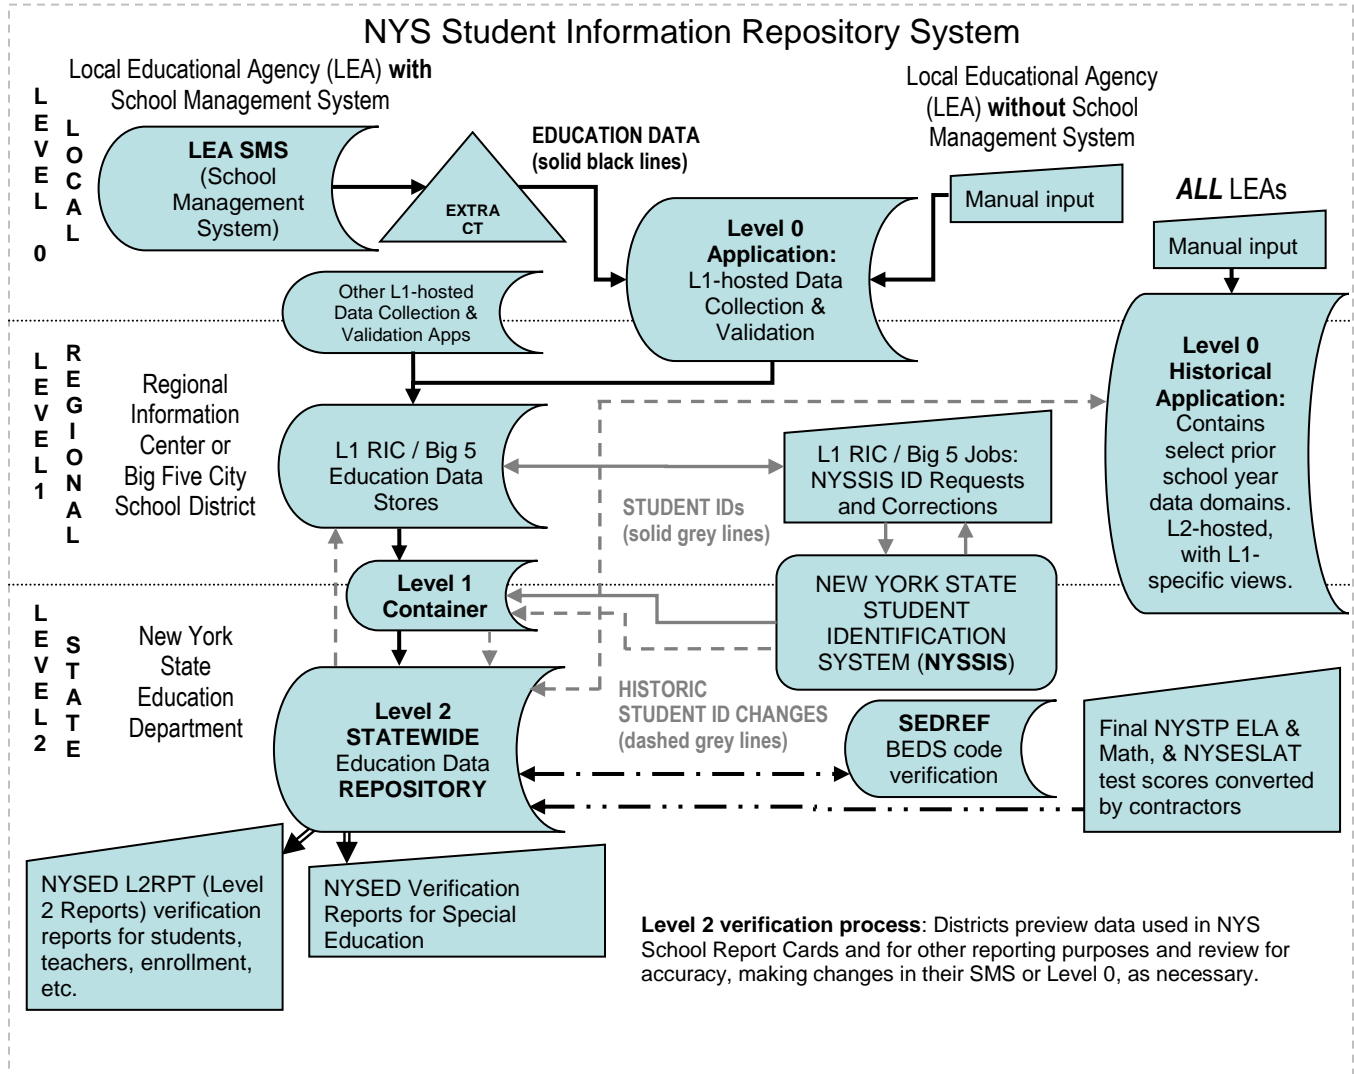 NYS Student Information Repository System
Local Educational Agency (LEA) with
School Management System
Local Educational Agency
(LEA) without School
Management System
LEVEL 0
LOCAL
LEA SMS
(School
Management
System)
EXTRA
CT
EDUCATION DATA
(solid black lines)
Manual input
ALL LEAs
Manual input
Level 0
Application:
L1-hosted Data
Collection &
Validation
Other L1-hosted
Data Collection &
Validation Apps
LEVEL 1
REGIONAL
Regional
Information
Center or
Big Five City
School District
L1 RIC / Big 5
Education Data
Stores
L1 RIC / Big 5 Jobs:
NYSSIS ID Requests
and Corrections
STUDENT IDs
(solid grey lines)
Level 0
Historical
Application:
Contains
select prior
school year
data domains.
L2-hosted,
with L1-
specific views.
Level 1
Container
NEW YORK STATE
STUDENT
IDENTIFICATION
SYSTEM (NYSSIS)
LEVEL 2
STATE
New York
State
Education
Department
Level 2
STATEWIDE
Education Data
REPOSITORY
HISTORIC
STUDENT ID CHANGES
(dashed grey lines)
SEDREF
BEDS code
verification
Final NYSTP ELA &
Math, & NYSESLAT
test scores converted
by contractors
NYSED L2RPT (Level
2 Reports) verification
reports for students,
teachers, enrollment,
etc.
NYSED Verification
Reports for Special
Education
Level 2 verification process: Districts preview data used in NYS
School Report Cards and for other reporting purposes and review for
accuracy, making changes in their SMS or Level 0, as necessary.